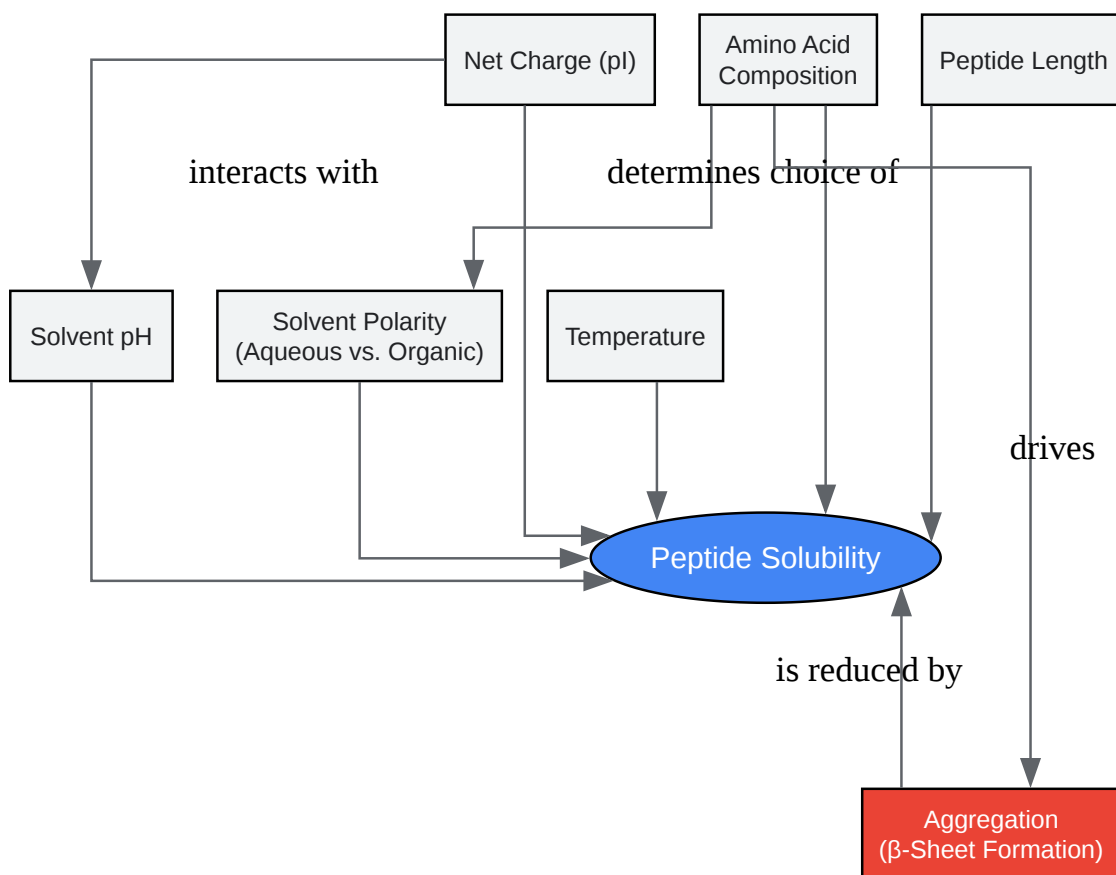 Net Charge (pI)
Amino Acid
Composition
Peptide Length
interacts with
determines choice of
Solvent pH
Solvent Polarity
(Aqueous vs. Organic)
Temperature
drives
Peptide Solubility
is reduced by
Aggregation
(β-Sheet Formation)